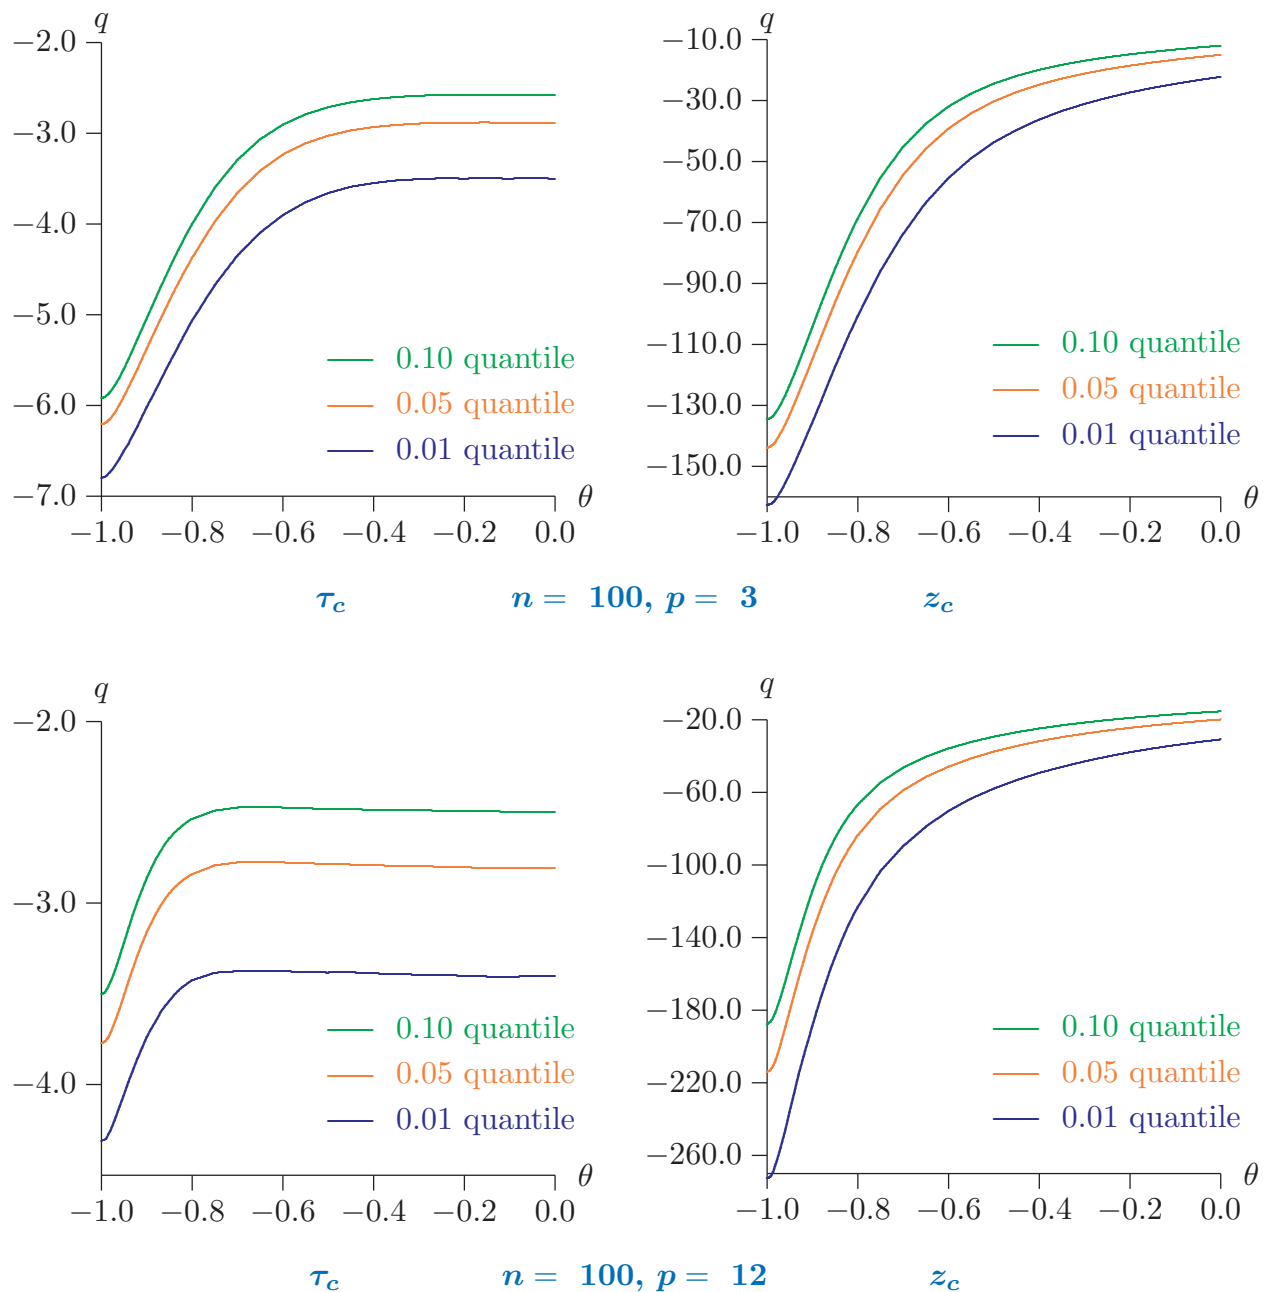 q
−2.0
−3.0
−4.0
−5.0
−6.0
−7.0
−1.0 −0.8 −0.6 −0.4 −0.2 0.0
θ
0.10 quantile
0.05 quantile
0.01 quantile
q
−10.0
−30.0
−50.0
−70.0
−90.0
−110.0
−130.0
−150.0
−1.0 −0.8 −0.6 −0.4 −0.2 0.0
θ
0.10 quantile
0.05 quantile
0.01 quantile
τc n = 100, p = 3 zc
q
−2.0
−3.0
−4.0
−1.0 −0.8 −0.6 −0.4 −0.2 0.0
θ
0.10 quantile
0.05 quantile
0.01 quantile
q
−20.0
−60.0
−100.0
−140.0
−180.0
−220.0
−260.0
−1.0 −0.8 −0.6 −0.4 −0.2 0.0
θ
0.10 quantile
0.05 quantile
0.01 quantile
τc n = 100, p = 12 zc